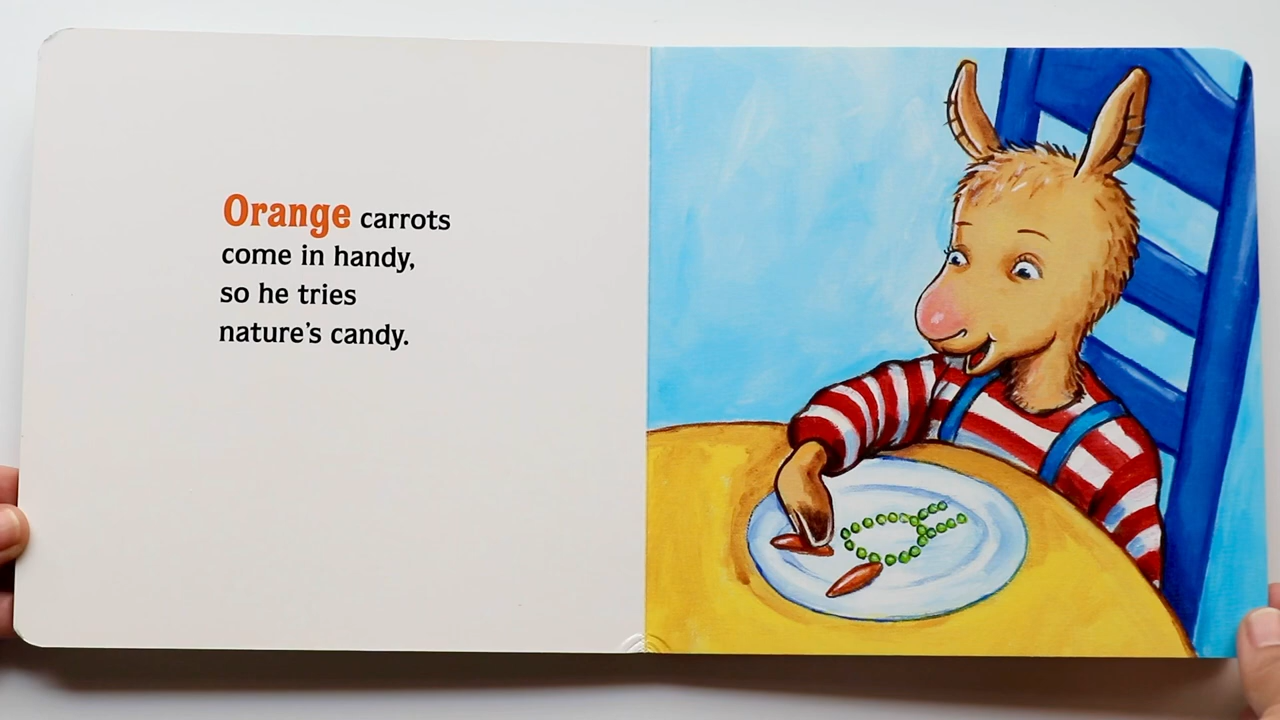 Orange carrots
come in handy,
so he tries
nature's candy.